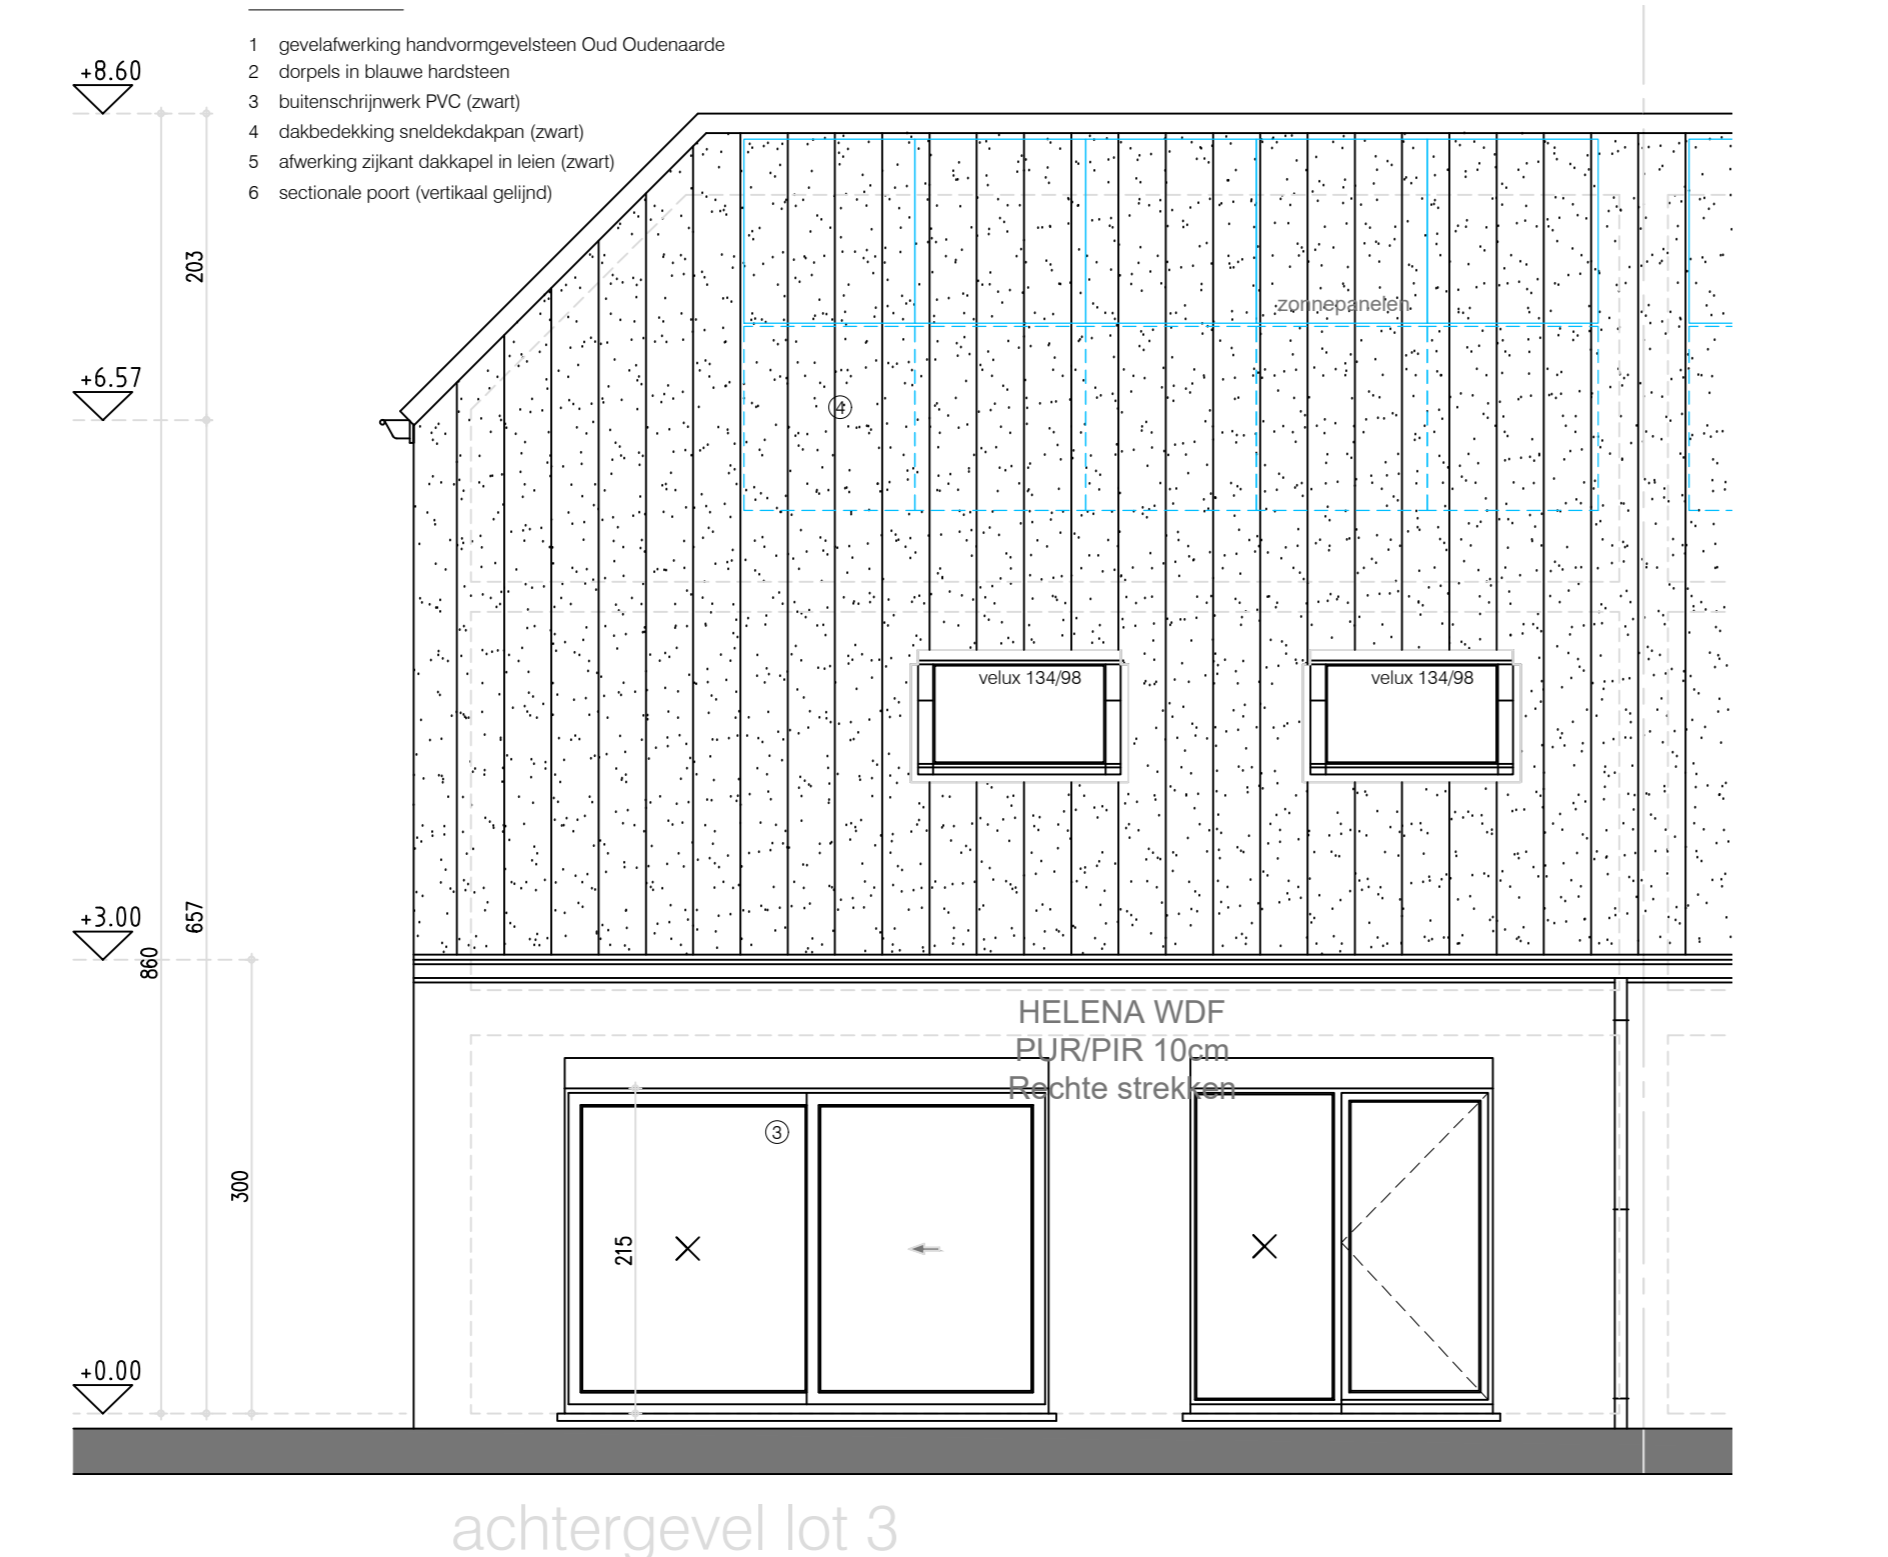 1 gevelafwerking handvormgevelsteen Oud Oudenaarde
2 dorpels in blauwe hardsteen
3 buitenschrijnwerk PVC (zwart)
4 dakbedekking sneldekdakpan (zwart)
5 afwerking zijkant dakkapel in leien (zwart)
6 sectionale poort (vertikaal gelijnd)
+8.60
203
zonnepanelen
+6.57
4
velux 134/98
velux 134/98
+3.00
657
860
HELENA WDF
PUR/PIR 10cm
Rechte strekken
3
300
215
+0.00
achtergevel lot 3